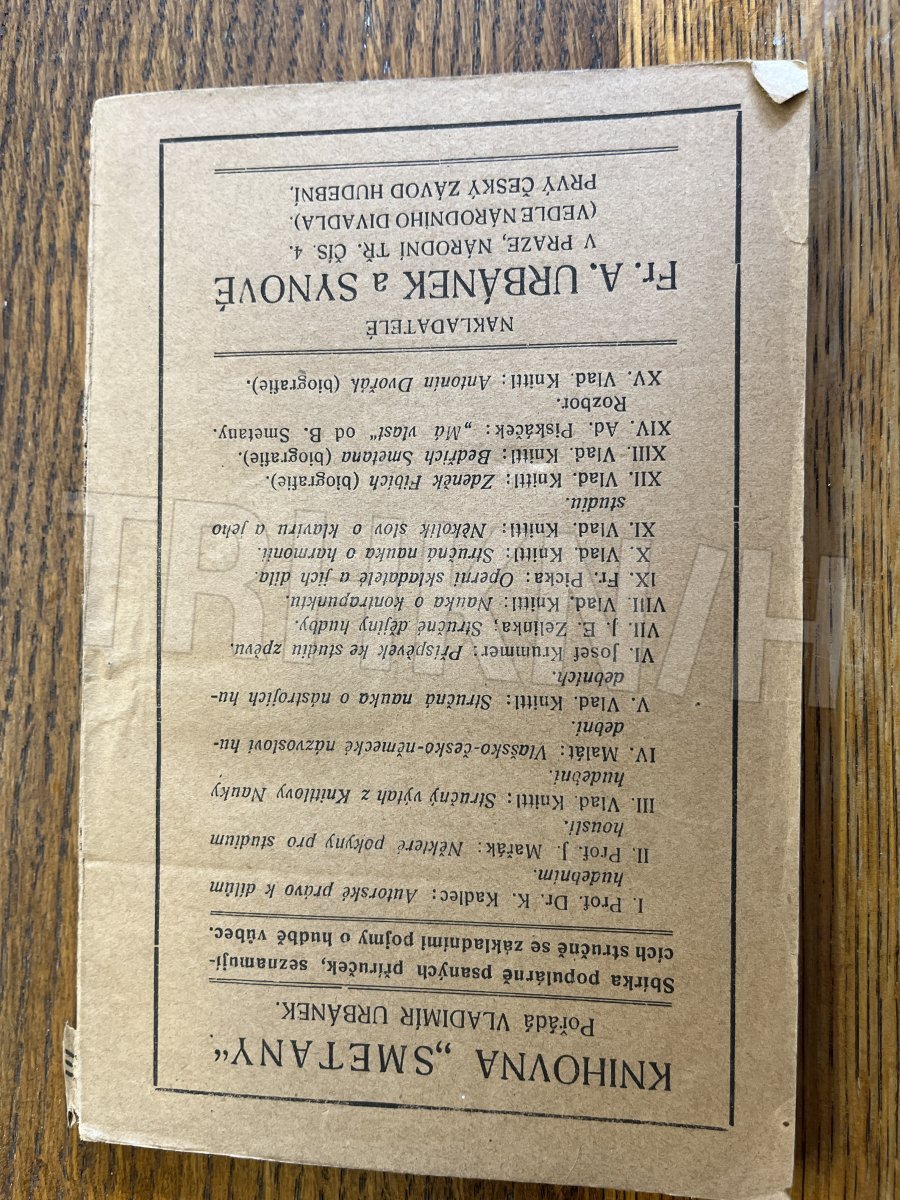 KNIHOVNA „SMETANY“
Pořádá VLADIMÍR URBÁNEK.
Sbírka populárně psaných příruček, seznamují-
cích stručně se základními pojmy o hudbě vůbec.
I. Prof. Dr. K. Kadlec: Autorské právo k dílům
hudebním.
II. Prof. J. Mařák: Některé pokyny pro studium
houslí.
III. Vlad. Knittl: Stručný výtah z Knittlovy Nauky
hudební.
IV. Malát: Vlašsko-česko-německé názvosloví hu-
dební.
V. Vlad. Knittl: Stručná nauka o nástrojích hu-
debních.
VI. Josef Krummer: Příspěvek ke studiu zpěvu.
VII. J. E. Zelinka; Stručné dějiny hudby.
VIII. Vlad. Knittl: Nauka o kontrapunktu.
IX. Fr. Picka: Operní skladatelé a jich díla.
X. Vlad. Knittl: Stručná nauka o harmonii.
XI. Vlad. Knittl: Několik slov o klavíru a jeho
studiu.
XII. Vlad. Knittl: Zdeněk Fibich (biografie).
XIII. Vlad. Knittl: Bedřich Smetana (biografie).
XIV. Ad. Piskáček: „Má vlast“ od B. Smetany.
Rozbor.
XV. Vlad. Knittl: Antonín Dvořák (biografie).
NAKLADATELÉ
Fr. A. URBÁNEK a SYNOVÉ
V PRAZE, NÁRODNÍ TŘ. ČÍS. 4.
(VEDLE NÁRODNÍHO DIVADLA).
PRVÝ ČESKÝ ZÁVOD HUDEBNÍ.